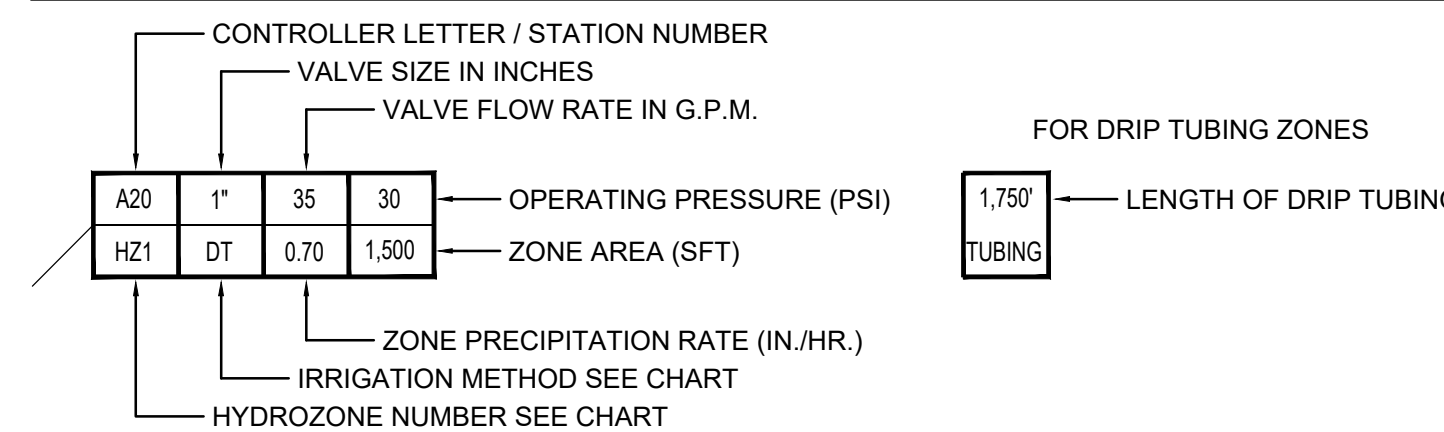 CONTROLLER LETTER / STATION NUMBER
VALVE SIZE IN INCHES
VALVE FLOW RATE IN G.P.M.
FOR DRIP TUBING ZONES
A20 1" 35 30 OPERATING PRESSURE (PSI)
1,750' LENGTH OF DRIP TUBING
HZ1 DT 0.70 1,500 ZONE AREA (SFT)
TUBING
ZONE PRECIPITATION RATE (IN./HR.)
IRRIGATION METHOD SEE CHART
HYDROZONE NUMBER SEE CHART